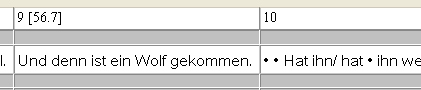 9 [56.7] 10
l. Und denn ist ein Wolf gekommen. • • Hat ihn/ hat • ihn we